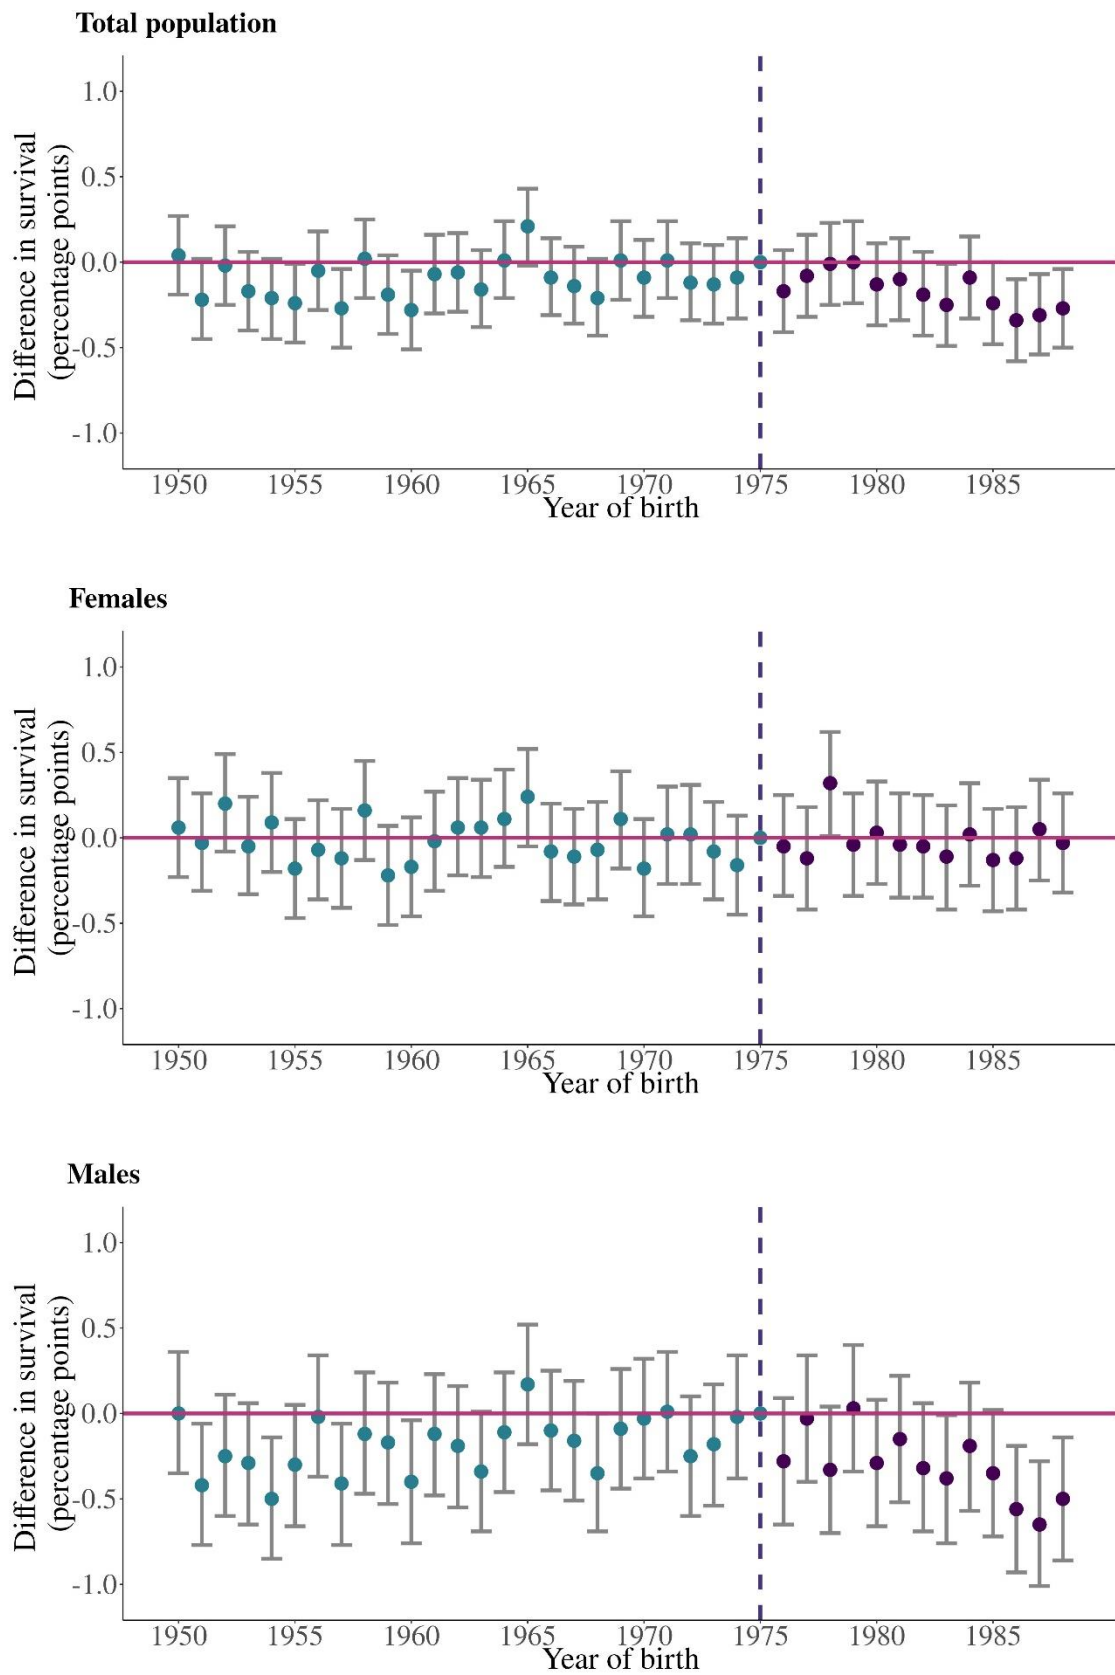 Total population
Difference in survival
(percentage points)
1.0
0.5
0.0
-0.5
-1.0
1950 1955 1960 1965 1970 1975 1980 1985
Year of birth
Females
Difference in survival
(percentage points)
1.0
0.5
0.0
-0.5
-1.0
1950 1955 1960 1965 1970 1975 1980 1985
Year of birth
Males
Difference in survival
(percentage points)
1.0
0.5
0.0
-0.5
-1.0
1950 1955 1960 1965 1970 1975 1980 1985
Year of birth